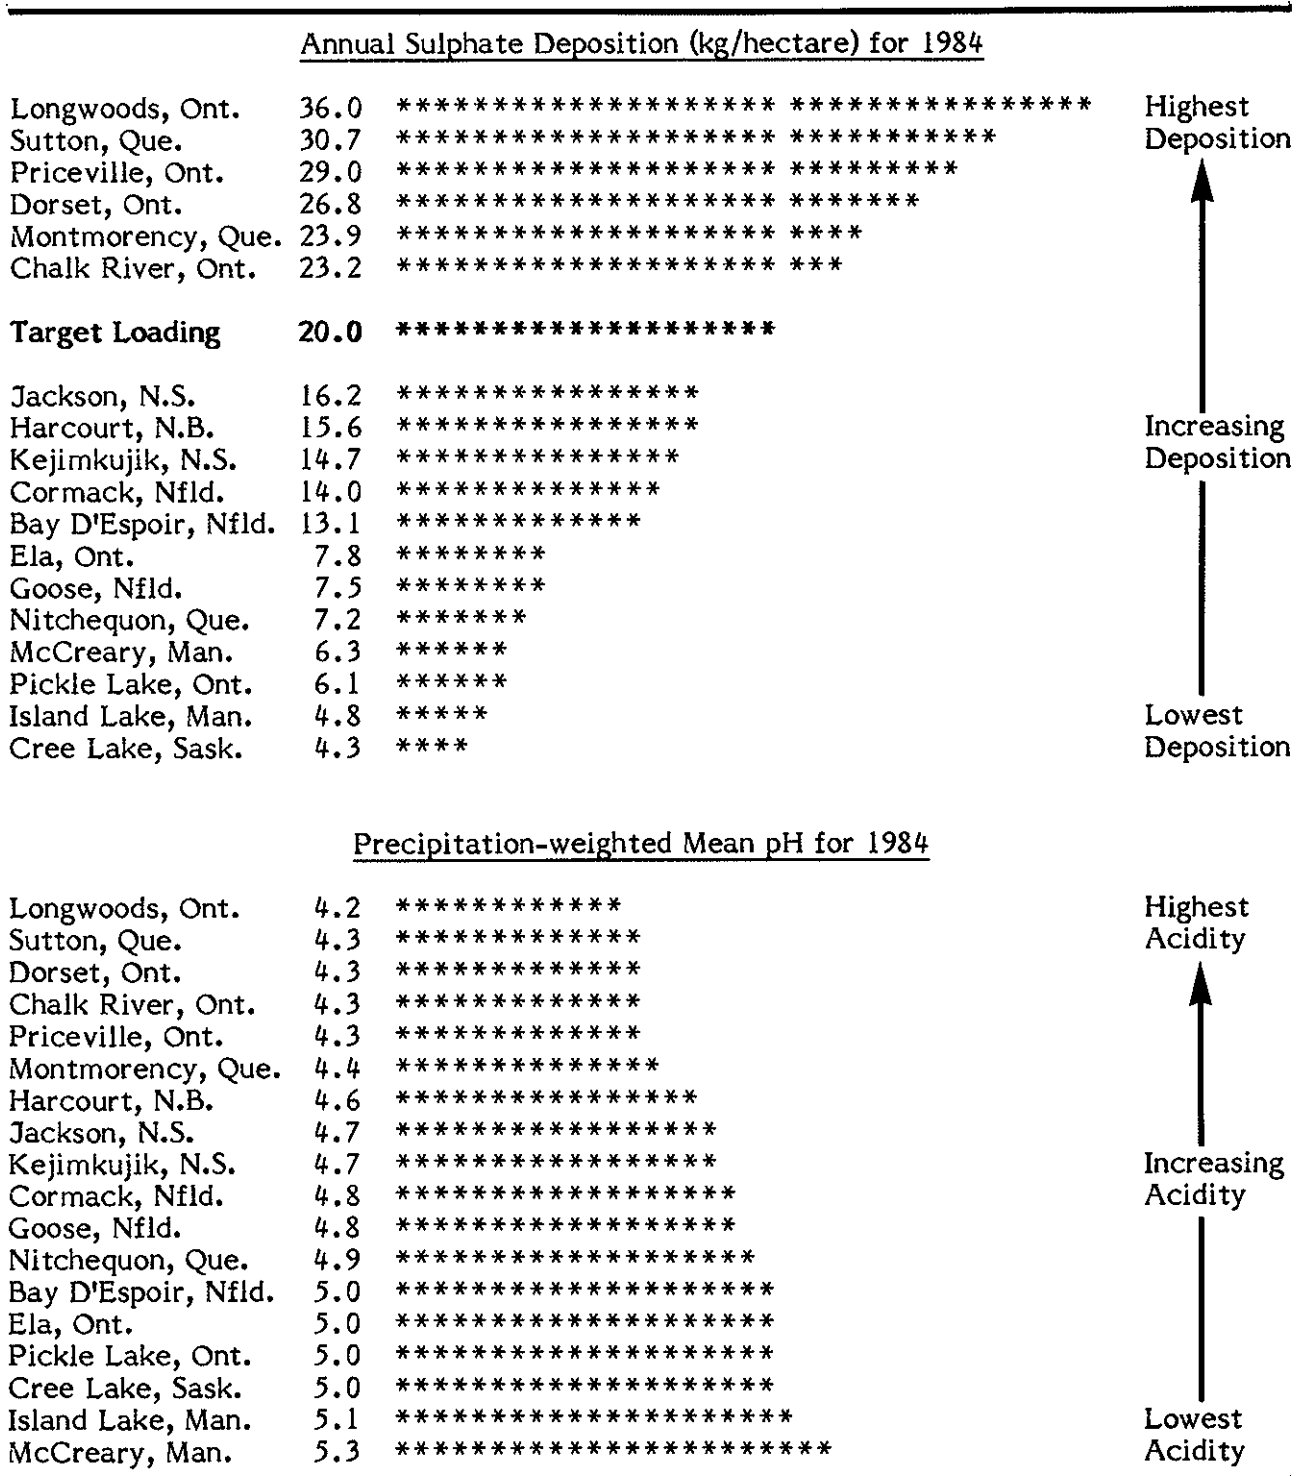 Annual Sulphate Deposition (kg/hectare) for 1984
Longwoods, Ont. 36.0 ******************** **************** Highest
Sutton, Que. 30.7 ******************** *********** Deposition
Priceville, Ont. 29.0 ******************** *********
Dorset, Ont. 26.8 ******************** *******
Montmorency, Que. 23.9 ******************** ****
Chalk River, Ont. 23.2 ******************** ***
Target Loading 20.0 ********************
Jackson, N.S. 16.2 ****************
Harcourt, N.B. 15.6 **************** Increasing
Kejimkujik, N.S. 14.7 *************** Deposition
Cormack, Nfld. 14.0 **************
Bay D'Espoir, Nfld. 13.1 *************
Ela, Ont. 7.8 ********
Goose, Nfld. 7.5 ********
Nitchequon, Que. 7.2 *******
McCreary, Man. 6.3 ******
Pickle Lake, Ont. 6.1 ******
Island Lake, Man. 4.8 ***** Lowest
Cree Lake, Sask. 4.3 **** Deposition
Precipitation-weighted Mean pH for 1984
Longwoods, Ont. 4.2 ************ Highest
Sutton, Que. 4.3 ************* Acidity
Dorset, Ont. 4.3 *************
Chalk River, Ont. 4.3 *************
Priceville, Ont. 4.3 *************
Montmorency, Que. 4.4 **************
Harcourt, N.B. 4.6 ****************
Jackson, N.S. 4.7 *****************
Kejimkujik, N.S. 4.7 ***************** Increasing
Cormack, Nfld. 4.8 ****************** Acidity
Goose, Nfld. 4.8 ******************
Nitchequon, Que. 4.9 *******************
Bay D'Espoir, Nfld. 5.0 ********************
Ela, Ont. 5.0 ********************
Pickle Lake, Ont. 5.0 ********************
Cree Lake, Sask. 5.0 ********************
Island Lake, Man. 5.1 ********************* Lowest
McCreary, Man. 5.3 *********************** Acidity